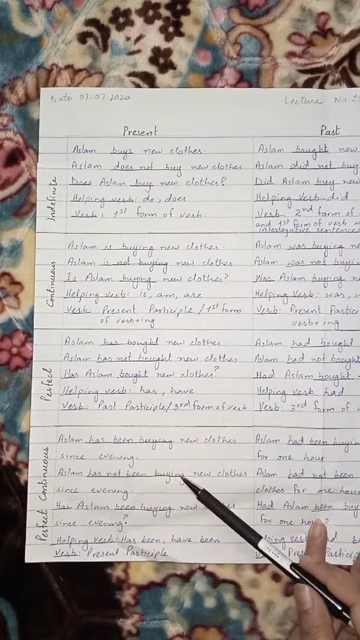 Date 07-07 2020
Lecture No.
Present
Past
Indefinite
Aslam buys new clothes.
Aslam does not buy new clothes
Does Aslam buy new clothes?
Helping verb: do, does
Verb: 1st form of verb.
Aslam bought new
Aslam did not buy new
Did Aslam buy new
Helping verb: did
Verb: 2nd form of
and 1st form of verb
interrogative sentences
Continuous
Aslam is buying new clothes.
Aslam is not buying new clothes.
Is Aslam buying new clothes?
Helping verb: is, am, are
Verb: Present Participle / 1st form
of verb+ing
Aslam was buying
Aslam was not buying
Was Aslam buying
Helping verb: was,
Verb: Present
verb+ing
Perfect
Aslam has bought new clothes
Aslam has not bought new clothes
Has Aslam bought new clothes?
Helping verb: has, have
Verb: Past Participle/3rd form of verb
Aslam had bought
Aslam had not bought
Had Aslam bought
Helping verb: had
Verb: 3rd form of
Perfect Continuous
Aslam has been buying new clothes
since evening.
Aslam has not been buying new clothes
since evening.
Has Aslam been buying new
since evening?
Helping verb: Has been, have been
Verb: Present Participle
Aslam had been buying
for one hour
had not been
clothes for one hour
Had Aslam been
For one hour?
had